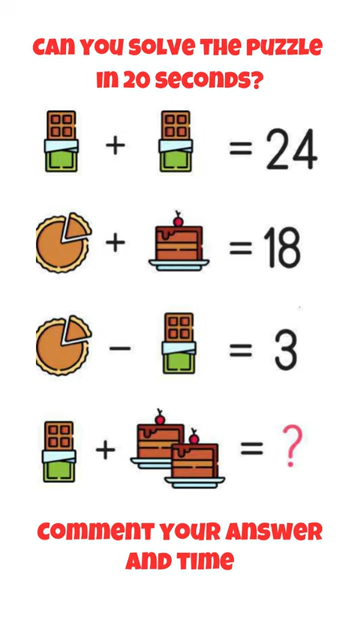 Can you solve the puzzle
in 20 seconds?
+ = 24
+ = 18
− = 3
+ = ?
Comment your answer
and time